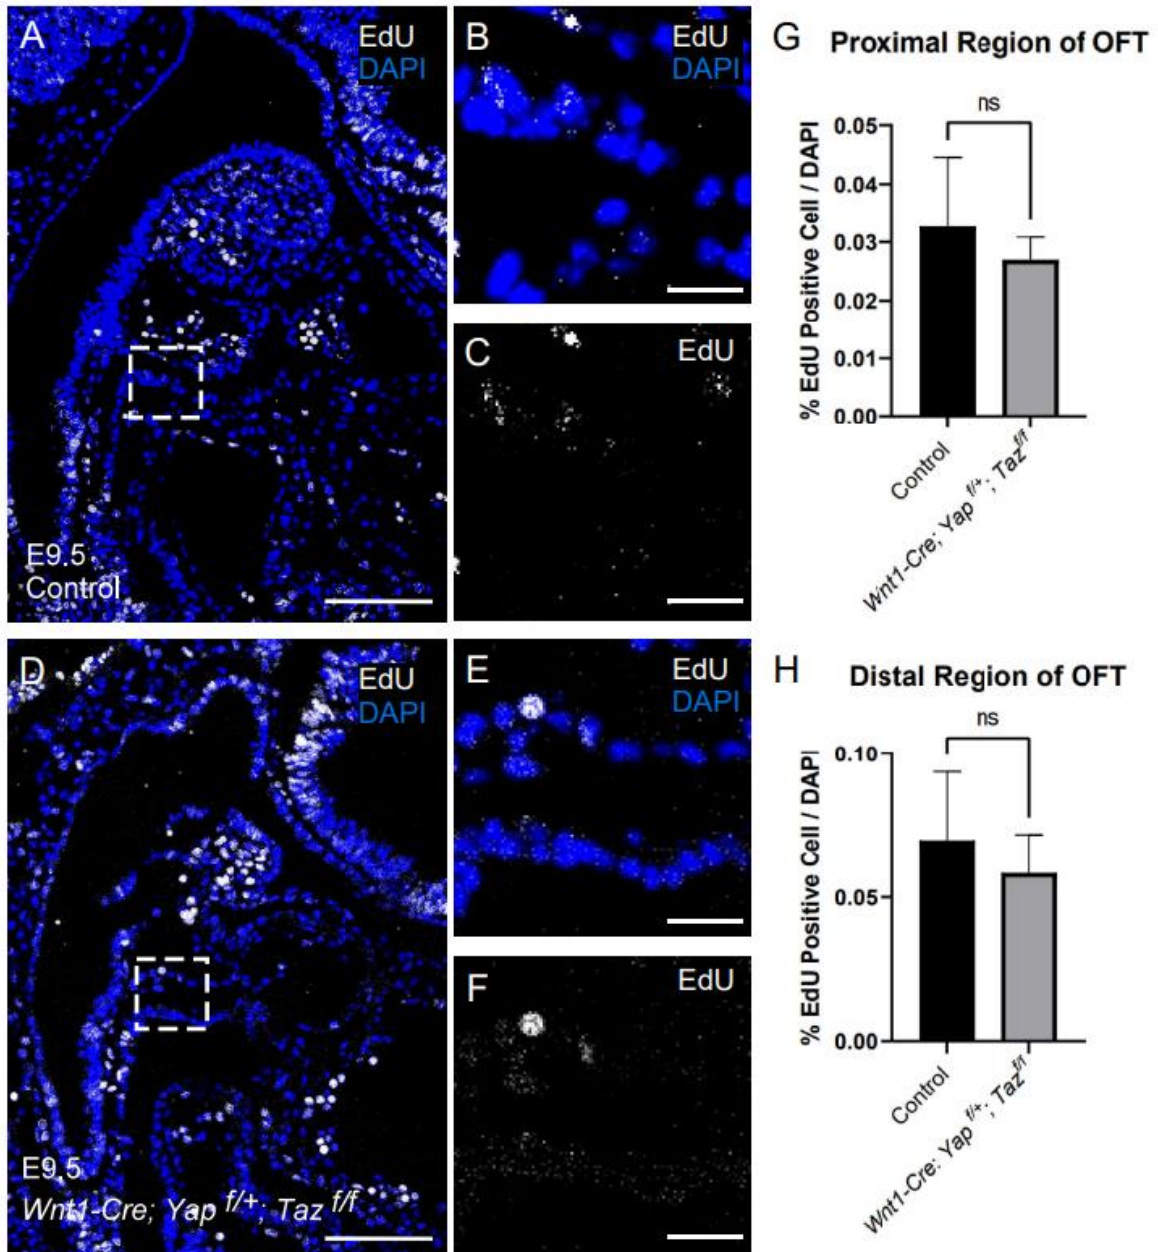 A
EdU
DAPI
E9.5
Control
B
EdU
DAPI
C
EdU
D
EdU
DAPI
E9.5
Wnt1-Cre; Yap f/+; Taz f/f
E
EdU
DAPI
F
EdU
G
Proximal Region of OFT
ns
% EdU Positive Cell / DAPI
0.05
0.04
0.03
0.02
0.01
0.00
Control
Wnt1-Cre; Yap f/+; Taz f/f
H
Distal Region of OFT
ns
% EdU Positive Cell / DAPI
0.10
0.05
0.00
Control
Wnt1-Cre: Yap f/+; Taz f/f